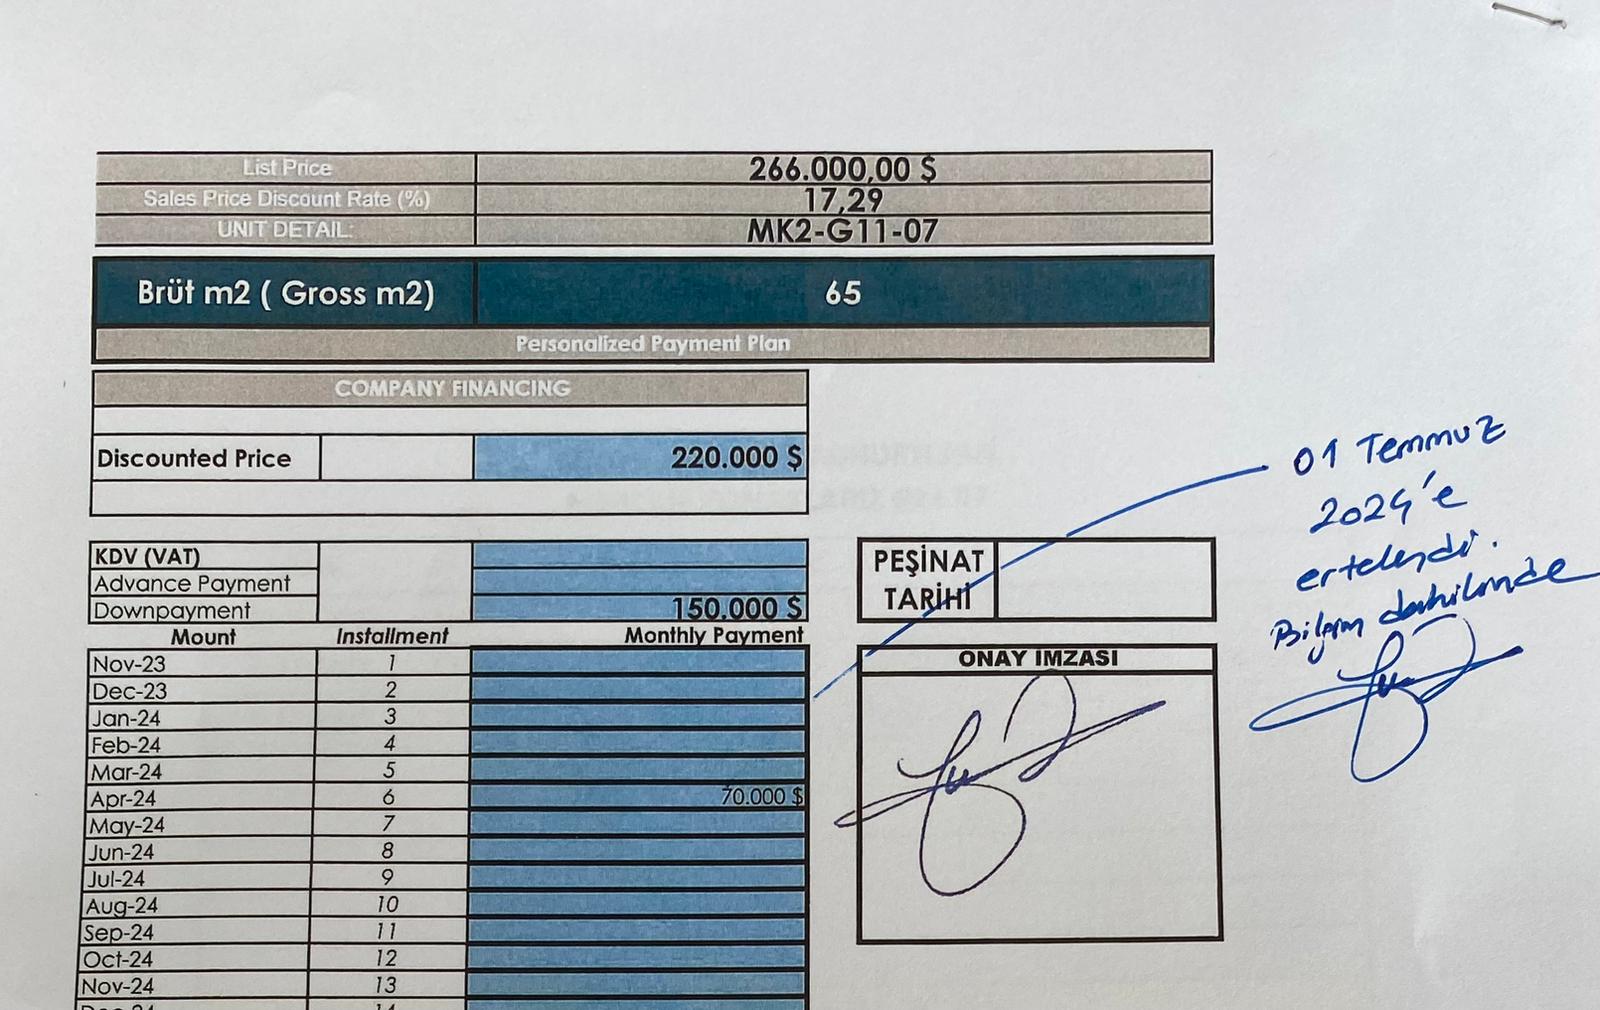 List Price 266.000,00 $
Sales Price Discount Rate (%) 17,29
UNIT DETAIL: MK2-G11-07
Brüt m2 ( Gross m2) 65
Personalized Payment Plan
COMPANY FINANCING
Discounted Price 220.000 $
KDV (VAT)
Advance Payment
Downpayment 150.000 $
Mount Installment Monthly Payment
Nov-23 1
Dec-23 2
Jan-24 3
Feb-24 4
Mar-24 5
Apr-24 6 70.000 $
May-24 7
Jun-24 8
Jul-24 9
Aug-24 10
Sep-24 11
Oct-24 12
Nov-24 13
Dec-24 14
PEŞİNAT
TARİHİ
ONAY İMZASI
01 Temmuz
2024'e
ertelendi.
Bilgim dahilinde